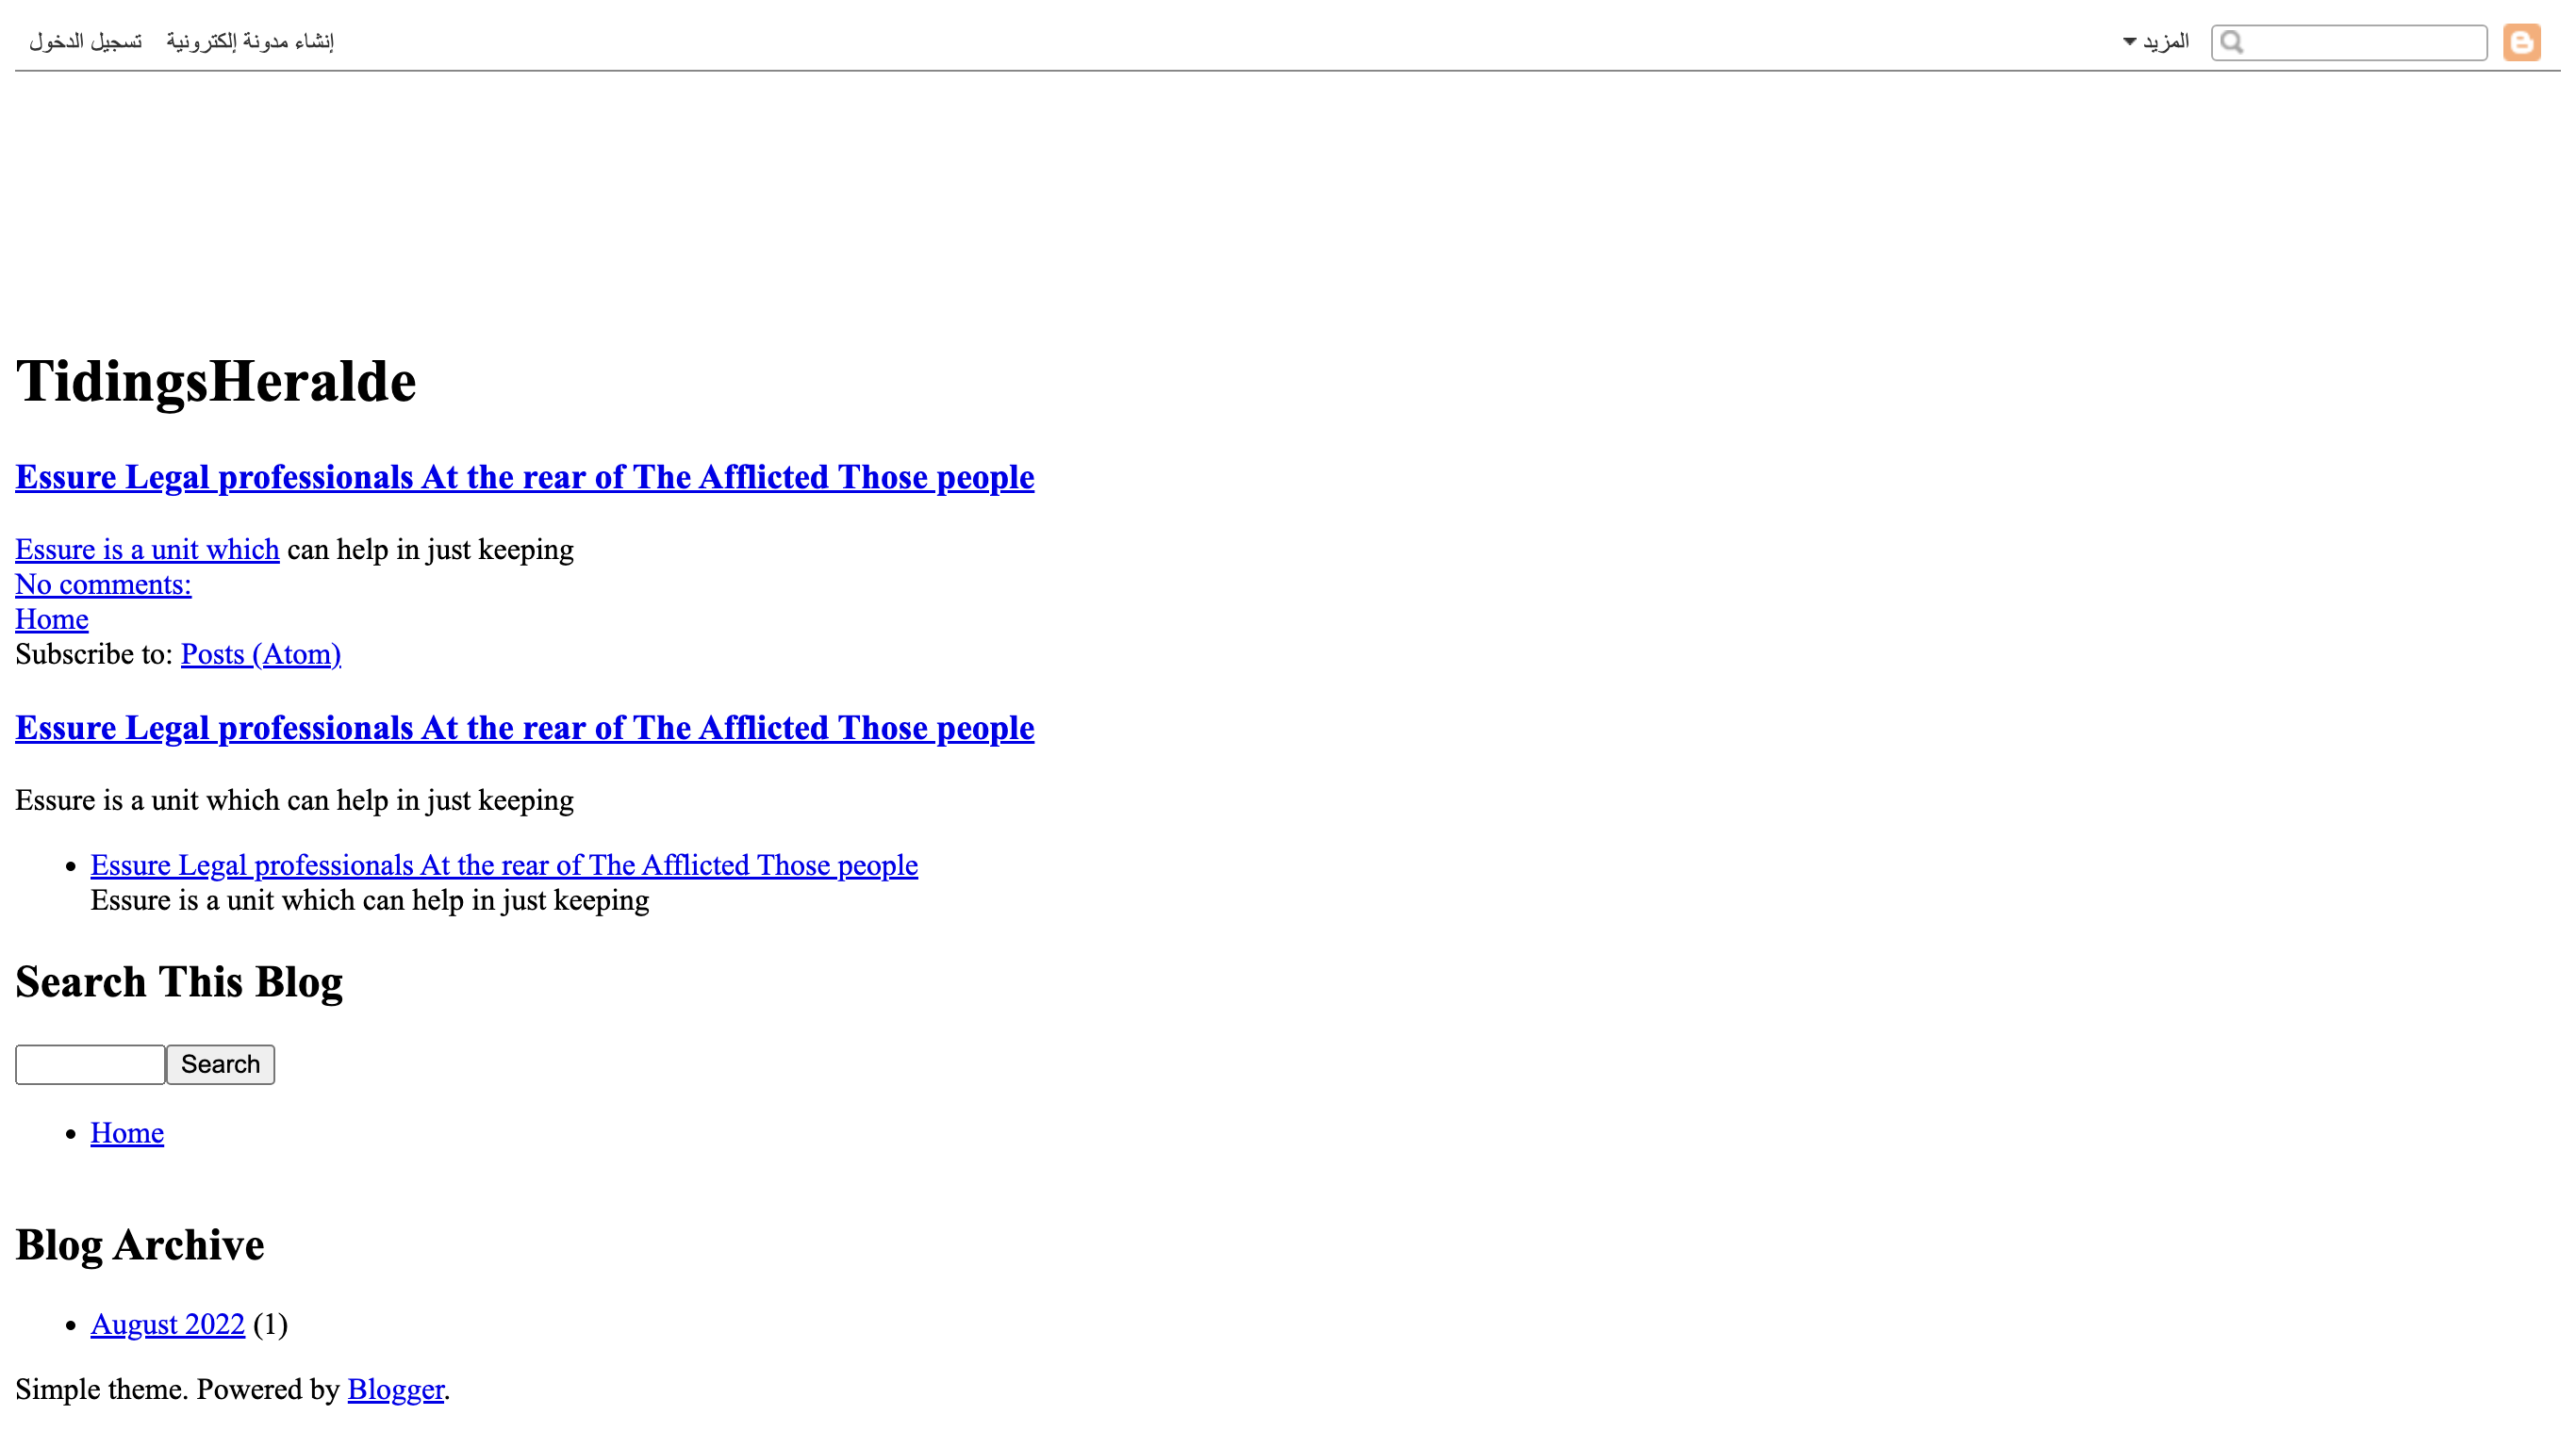 تسجيل الدخول إنشاء مدونة إلكترونية المزيد
TidingsHeralde
Essure Legal professionals At the rear of The Afflicted Those people
Essure is a unit which can help in just keeping
No comments:
Home
Subscribe to: Posts (Atom)
Essure Legal professionals At the rear of The Afflicted Those people
Essure is a unit which can help in just keeping
Essure Legal professionals At the rear of The Afflicted Those people
Essure is a unit which can help in just keeping
Search This Blog
Search
Home
Blog Archive
August 2022 (1)
Simple theme. Powered by Blogger.